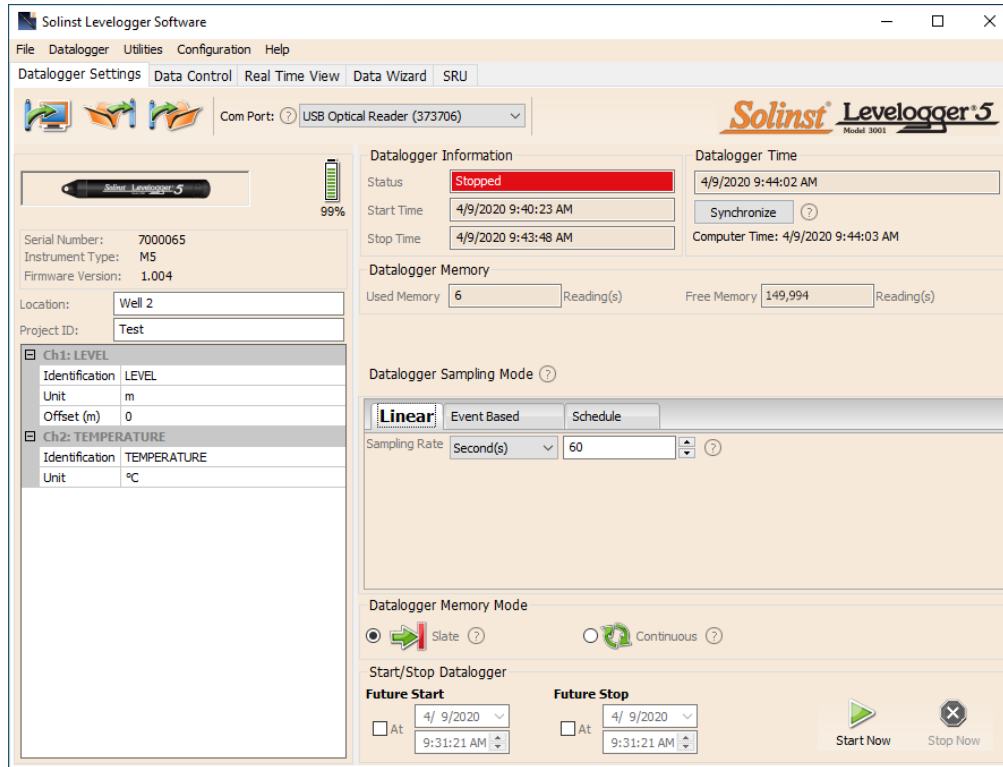 Solinst Levelogger Software
File Datalogger Utilities Configuration Help
Datalogger Settings Data Control Real Time View Data Wizard SRU
Com Port: ? USB Optical Reader (373706)
Solinst® Levelogger® 5
Model 3001
Solinst Levelogger 5
99%
Serial Number: 7000065
Instrument Type: M5
Firmware Version: 1.004
Location: Well 2
Project ID: Test
Ch1: LEVEL
Identification LEVEL
Unit m
Offset (m) 0
Ch2: TEMPERATURE
Identification TEMPERATURE
Unit ºC
Datalogger Information
Status Stopped
Start Time 4/9/2020 9:40:23 AM
Stop Time 4/9/2020 9:43:48 AM
Datalogger Time
4/9/2020 9:44:02 AM
Synchronize ?
Computer Time: 4/9/2020 9:44:03 AM
Datalogger Memory
Used Memory 6 Reading(s) Free Memory 149,994 Reading(s)
Datalogger Sampling Mode ?
Linear Event Based Schedule
Sampling Rate Second(s) 60 ?
Datalogger Memory Mode
Slate ? Continuous ?
Start/Stop Datalogger
Future Start Future Stop
At 4/ 9/2020 At 4/ 9/2020
9:31:21 AM 9:31:21 AM
Start Now Stop Now